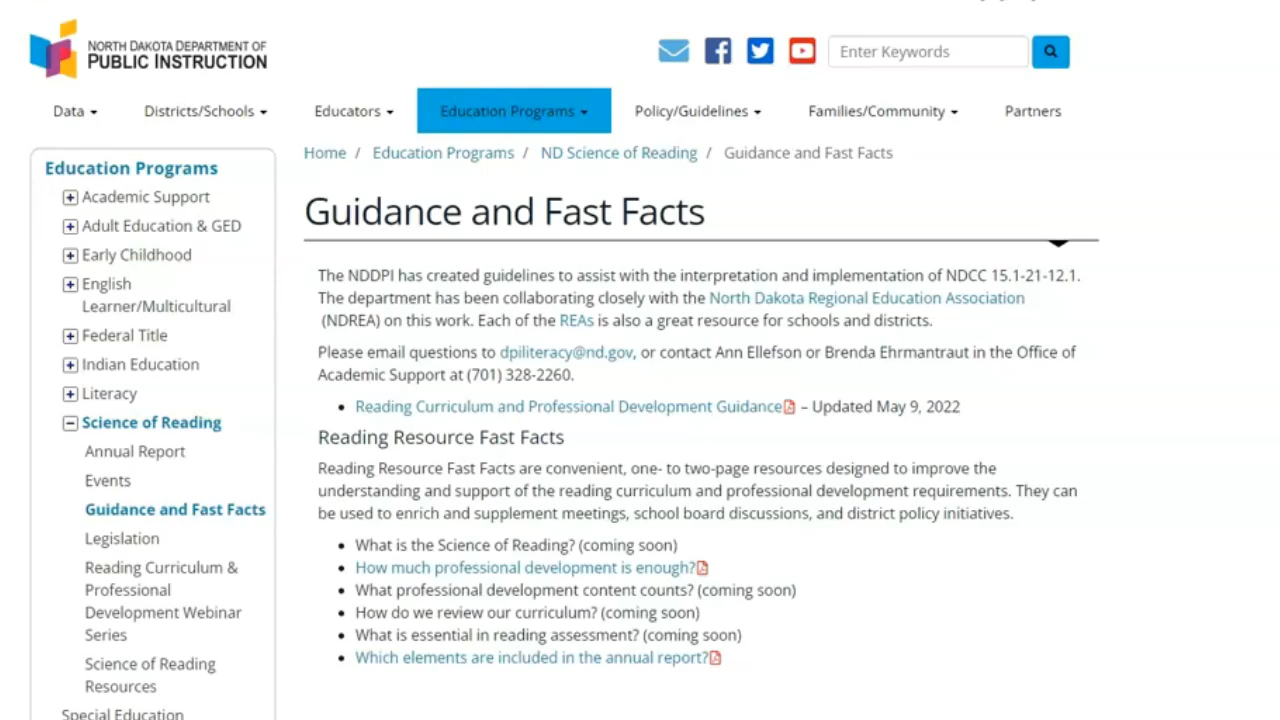 NORTH DAKOTA DEPARTMENT OF
PUBLIC INSTRUCTION
Enter Keywords
Data
Districts/Schools
Educators
Education Programs
Policy/Guidelines
Families/Community
Partners
Education Programs
Academic Support
Adult Education & GED
Early Childhood
English
Learner/Multicultural
Federal Title
Indian Education
Literacy
Science of Reading
Annual Report
Events
Guidance and Fast Facts
Legislation
Reading Curriculum &
Professional
Development Webinar
Series
Science of Reading
Resources
Special Education
Home / Education Programs / ND Science of Reading / Guidance and Fast Facts
Guidance and Fast Facts
The NDDPI has created guidelines to assist with the interpretation and implementation of NDCC 15.1-21-12.1.
The department has been collaborating closely with the North Dakota Regional Education Association
(NDREA) on this work. Each of the REAs is also a great resource for schools and districts.
Please email questions to dpiliteracy@nd.gov, or contact Ann Ellefson or Brenda Ehrmantraut in the Office of
Academic Support at (701) 328-2260.
• Reading Curriculum and Professional Development Guidance – Updated May 9, 2022
Reading Resource Fast Facts
Reading Resource Fast Facts are convenient, one- to two-page resources designed to improve the
understanding and support of the reading curriculum and professional development requirements. They can
be used to enrich and supplement meetings, school board discussions, and district policy initiatives.
• What is the Science of Reading? (coming soon)
• How much professional development is enough?
• What professional development content counts? (coming soon)
• How do we review our curriculum? (coming soon)
• What is essential in reading assessment? (coming soon)
• Which elements are included in the annual report?